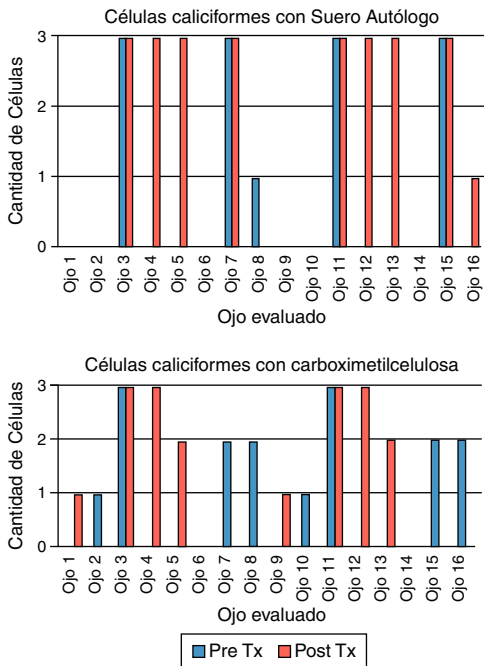 Células caliciformes con Suero Autólogo
Cantidad de Células
3
2
1
0
Ojo 1
Ojo 2
Ojo 3
Ojo 4
Ojo 5
Ojo 6
Ojo 7
Ojo 8
Ojo 9
Ojo 10
Ojo 11
Ojo 12
Ojo 13
Ojo 14
Ojo 15
Ojo 16
Ojo evaluado
Células caliciformes con carboximetilcelulosa
Cantidad de Células
3
2
1
0
Ojo 1
Ojo 2
Ojo 3
Ojo 4
Ojo 5
Ojo 6
Ojo 7
Ojo 8
Ojo 9
Ojo 10
Ojo 11
Ojo 12
Ojo 13
Ojo 14
Ojo 15
Ojo 16
Ojo evaluado
Pre Tx Post Tx